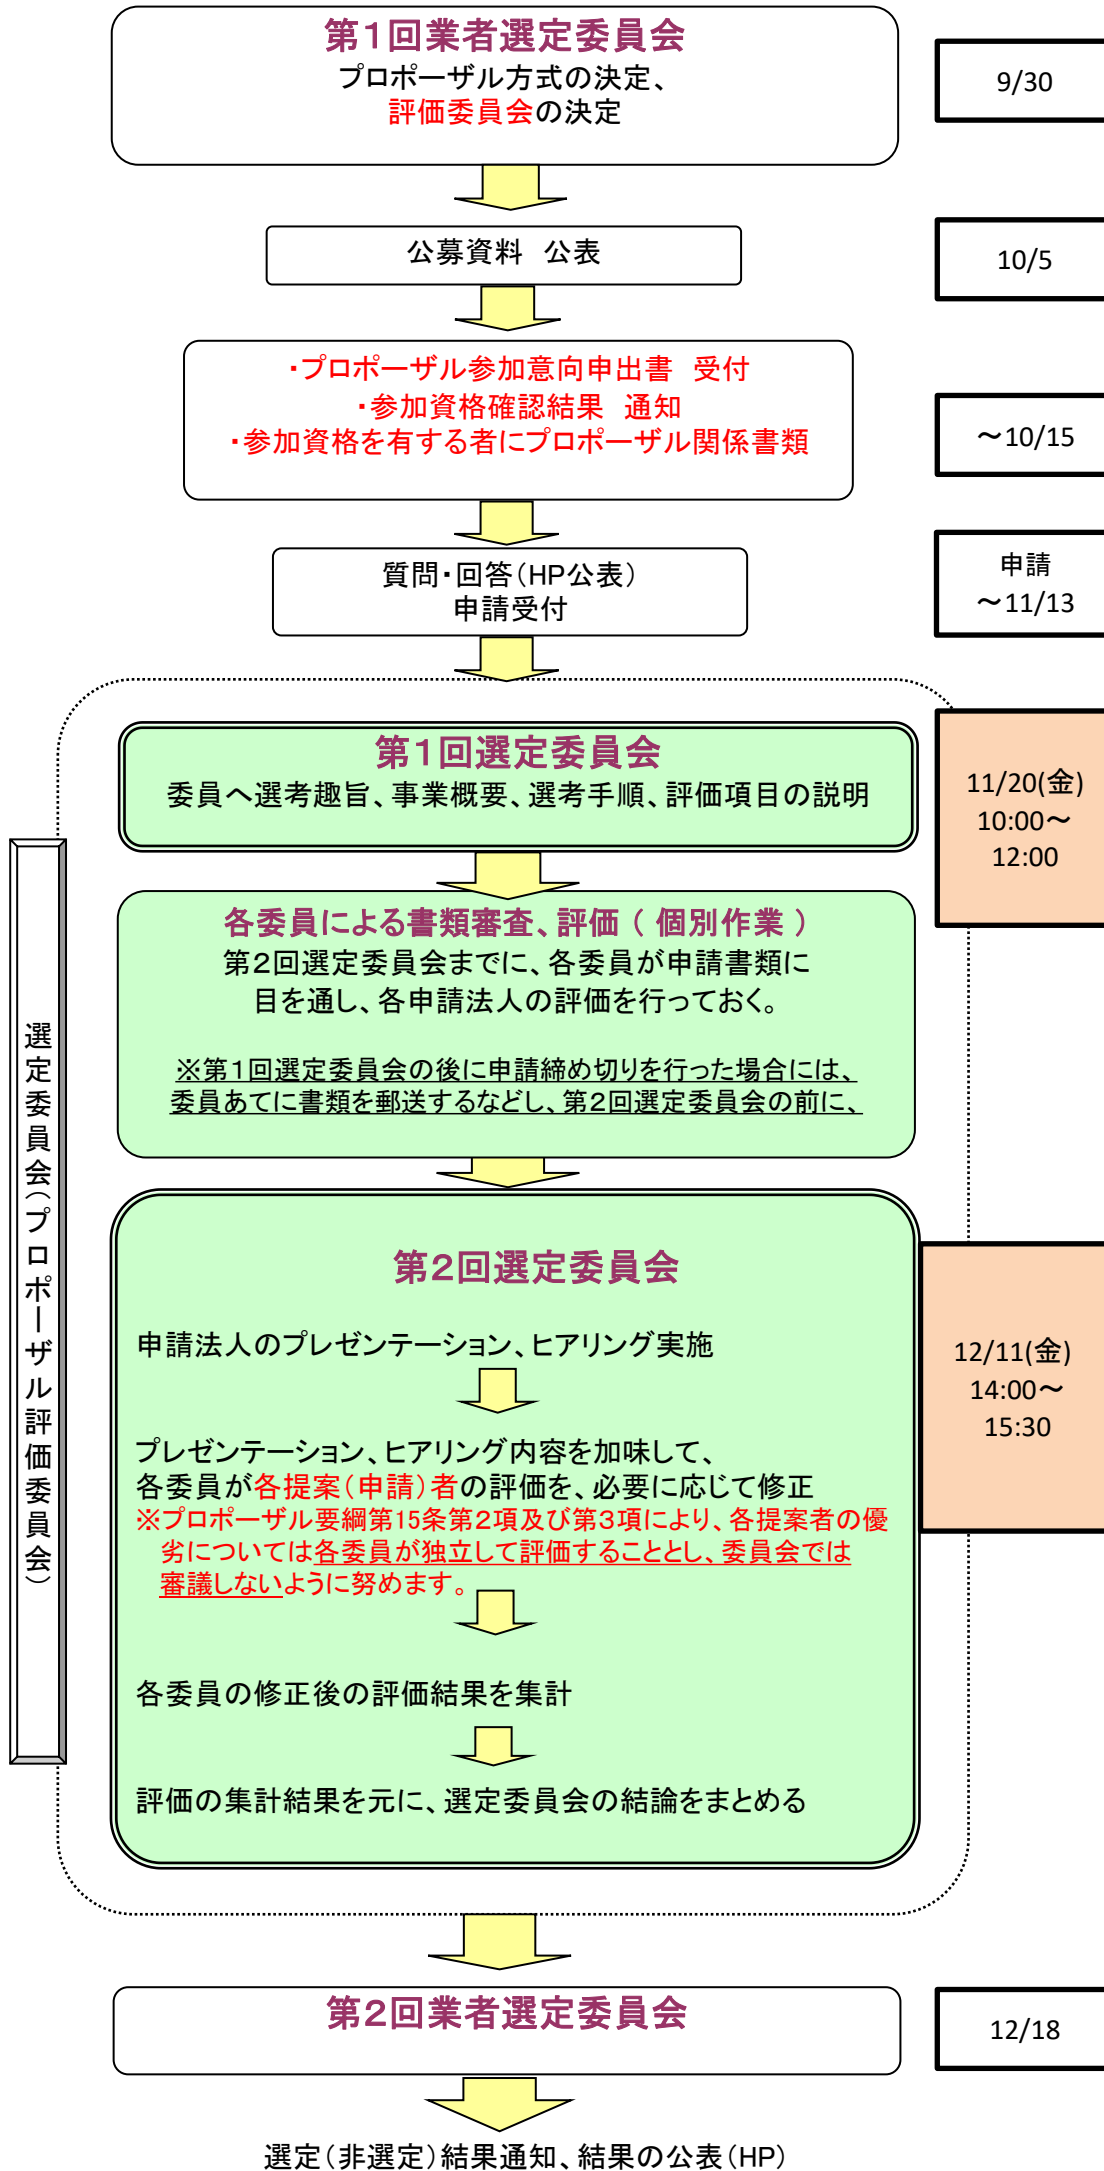 第1回業者選定委員会
プロポーザル方式の決定、
評価委員会の決定
9/30
公募資料　公表
10/5
・プロポーザル参加意向申出書　受付
・参加資格確認結果　通知
・参加資格を有する者にプロポーザル関係書類
～10/15
質問・回答（HP公表）
申請受付
申請
～11/13
選定委員会（プロポーザル評価委員会）
第1回選定委員会
委員へ選考趣旨、事業概要、選考手順、評価項目の説明
11/20(金)
10:00～
12:00
各委員による書類審査、評価（個別作業）
第2回選定委員会までに、各委員が申請書類に
目を通し、各申請法人の評価を行っておく。
※第1回選定委員会の後に申請締め切りを行った場合には、
委員あてに書類を郵送するなどし、第2回選定委員会の前に、
第2回選定委員会
申請法人のプレゼンテーション、ヒアリング実施
プレゼンテーション、ヒアリング内容を加味して、
各委員が各提案（申請）者の評価を、必要に応じて修正
※プロポーザル要綱第15条第2項及び第3項により、各提案者の優
劣については各委員が独立して評価することとし、委員会では
審議しないように努めます。
各委員の修正後の評価結果を集計
評価の集計結果を元に、選定委員会の結論をまとめる
12/11(金)
14:00～
15:30
第2回業者選定委員会
12/18
選定（非選定）結果通知、結果の公表（HP）